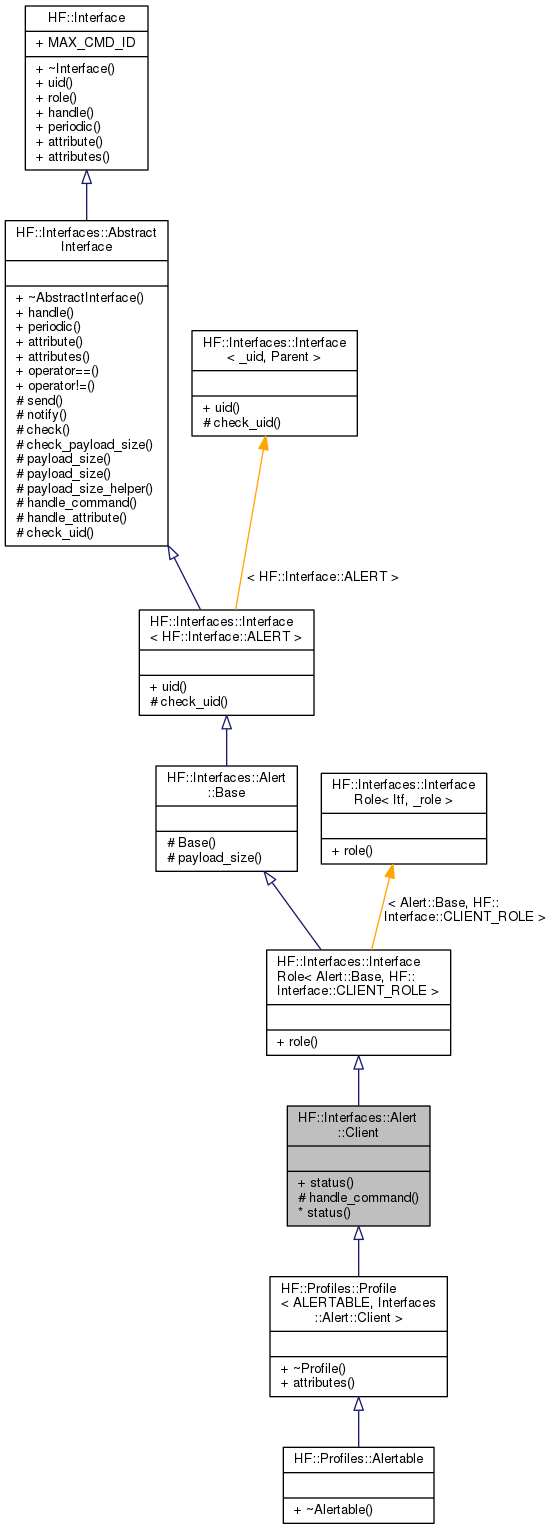 HF::Interface
+ MAX_CMD_ID
+ ~Interface()
+ uid()
+ role()
+ handle()
+ periodic()
+ attribute()
+ attributes()
HF::Interfaces::Abstract
Interface
+ ~AbstractInterface()
+ handle()
+ periodic()
+ attribute()
+ attributes()
+ operator==()
+ operator!=()
# send()
# notify()
# check()
# check_payload_size()
# payload_size()
# payload_size()
# payload_size_helper()
# handle_command()
# handle_attribute()
# check_uid()
HF::Interfaces::Interface
< _uid, Parent >
+ uid()
# check_uid()
< HF::Interface::ALERT >
HF::Interfaces::Interface
< HF::Interface::ALERT >
+ uid()
# check_uid()
HF::Interfaces::Alert
::Base
# Base()
# payload_size()
HF::Interfaces::Interface
Role< Itf, _role >
+ role()
< Alert::Base, HF::
Interface::CLIENT_ROLE >
HF::Interfaces::Interface
Role< Alert::Base, HF::
Interface::CLIENT_ROLE >
+ role()
HF::Interfaces::Alert
::Client
+ status()
# handle_command()
* status()
HF::Profiles::Profile
< ALERTABLE, Interfaces
::Alert::Client >
+ ~Profile()
+ attributes()
HF::Profiles::Alertable
+ ~Alertable()